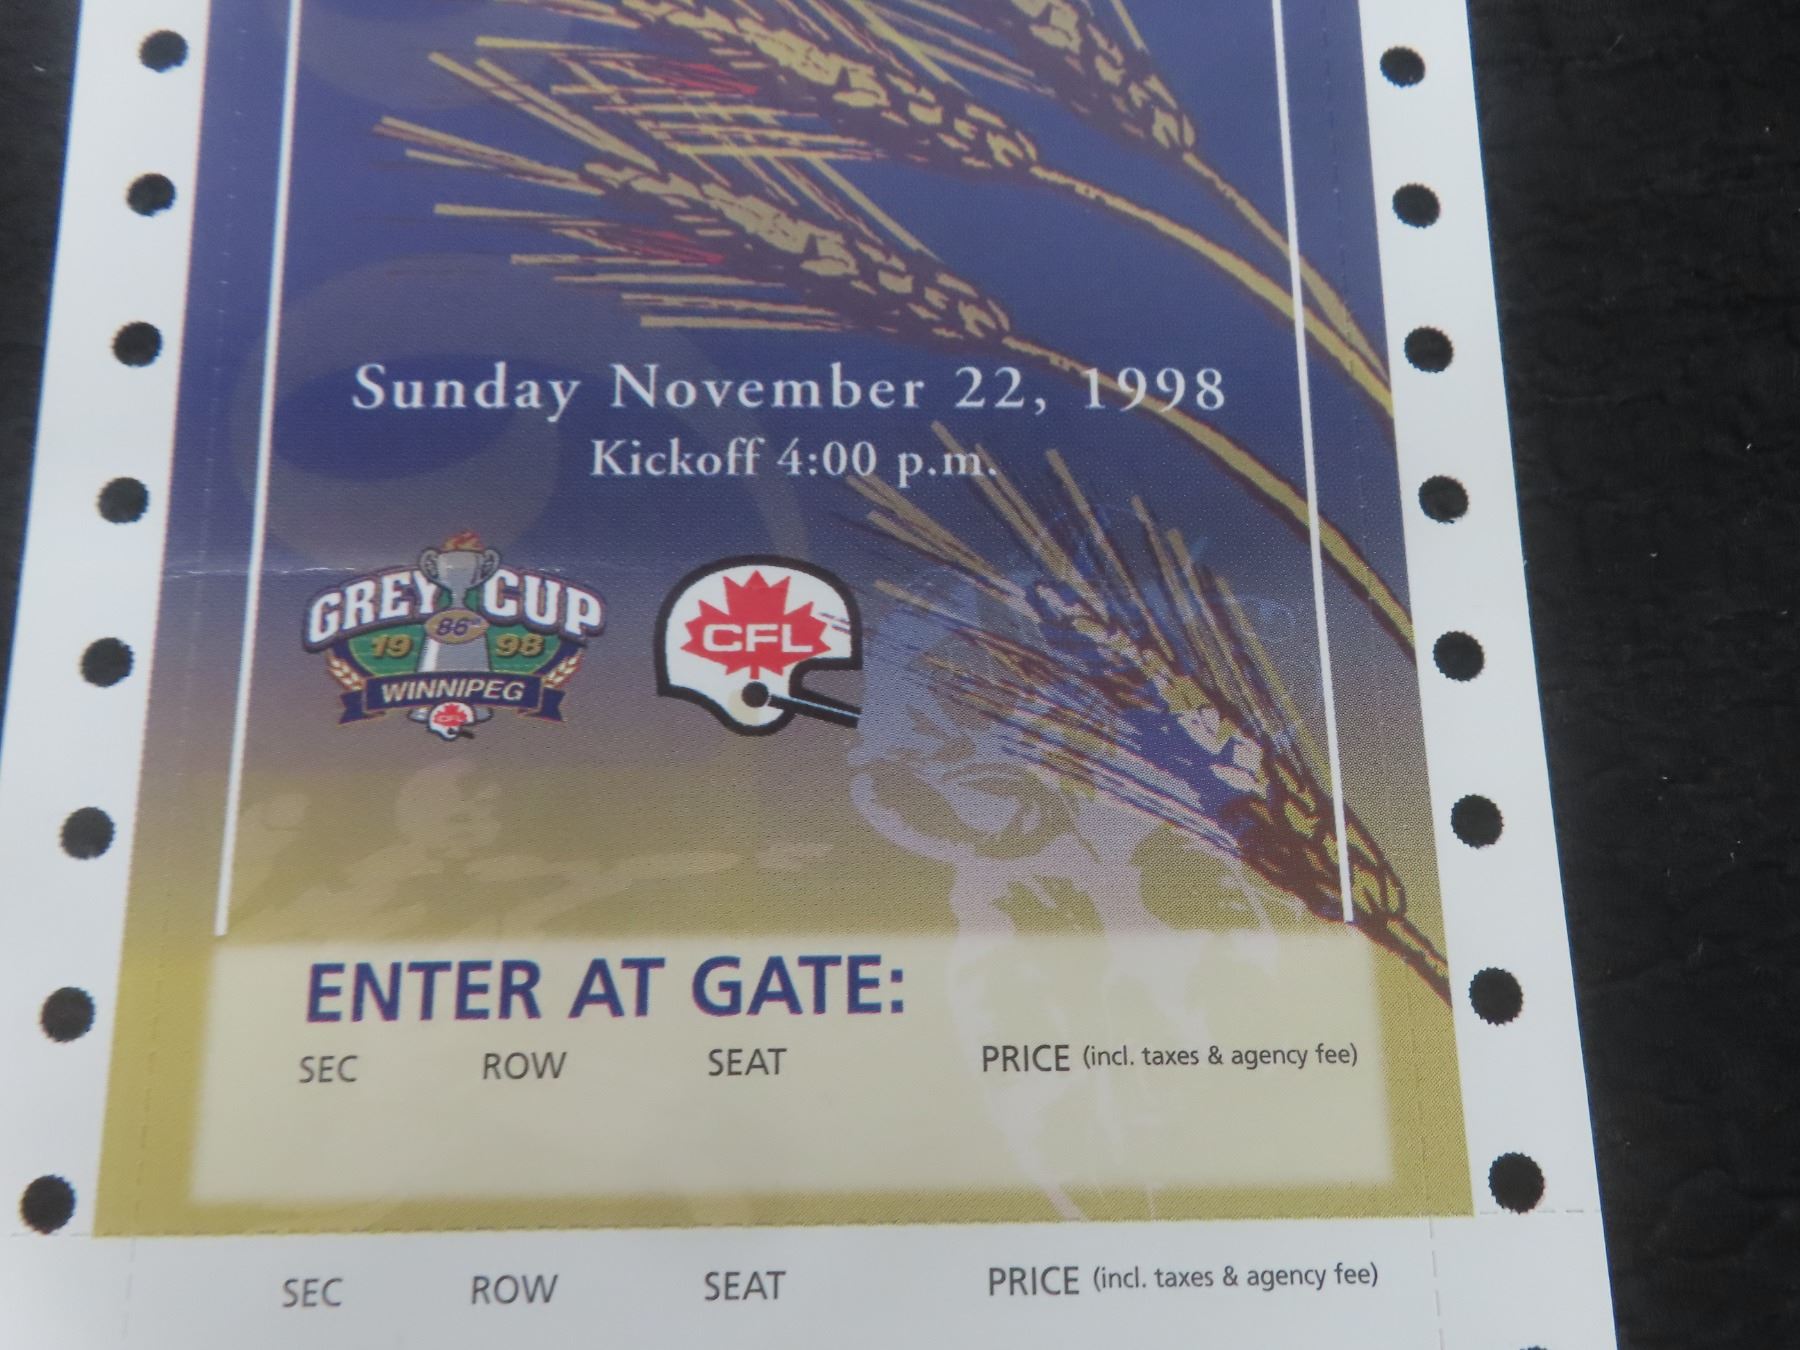 Sunday November 22, 1998
Kickoff 4:00 p.m.
GREY CUP
86th
19 98
WINNIPEG
CFL
CFL
ENTER AT GATE:
SEC ROW SEAT PRICE (incl. taxes & agency fee)
SEC ROW SEAT PRICE (incl. taxes & agency fee)